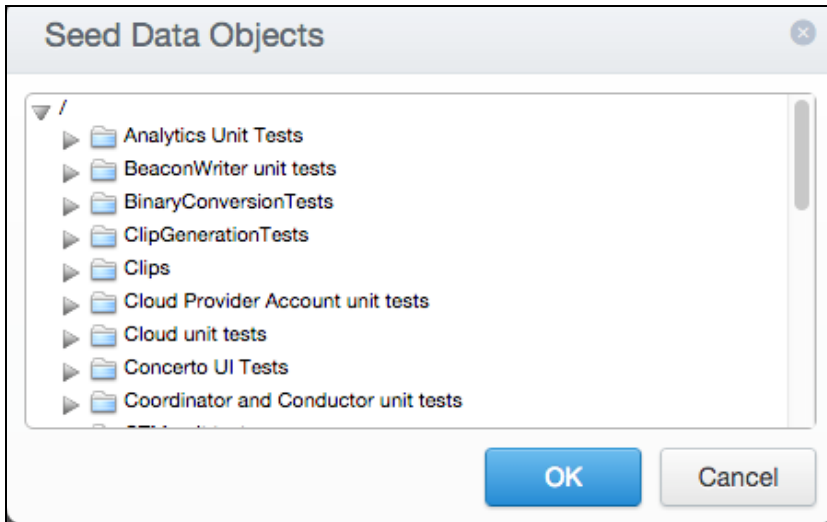 Seed Data Objects
/
Analytics Unit Tests
BeaconWriter unit tests
BinaryConversionTests
ClipGenerationTests
Clips
Cloud Provider Account unit tests
Cloud unit tests
Concerto UI Tests
Coordinator and Conductor unit tests
OK
Cancel